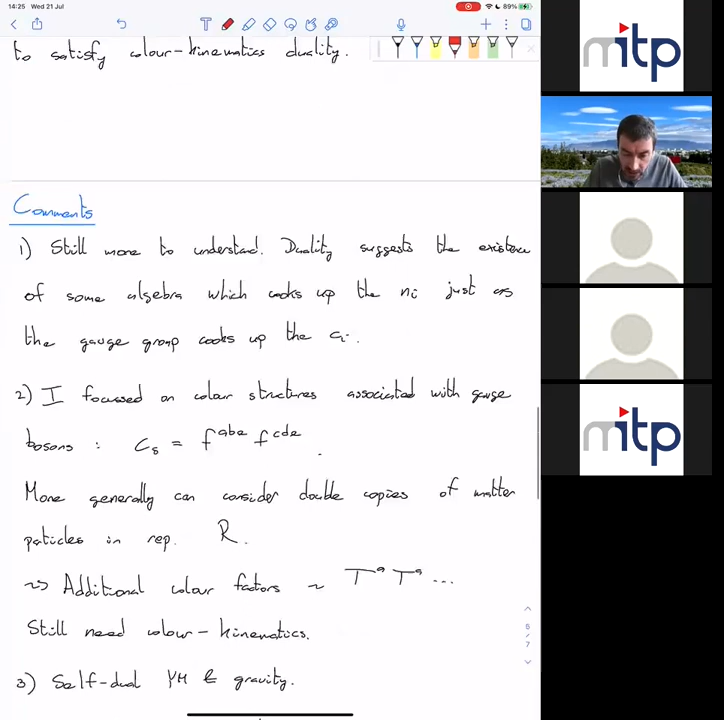 14:25 Wed 21 Jul
89%
to satisfy colour-kinematics duality.
Comments
1) Still more to understand. Duality suggests the existence
of some algebra which cooks up the ni just as
the gauge group cooks up the ci.
2) I focussed on colour structures associated with gauge
bosons : Cs = f^abe f^cde
More generally can consider double copies of matter
particles in rep. R.
~> Additional colour factors ~ T^a T^a ...
Still need colour-kinematics.
3) Self-dual YM & gravity.
5 / 7
mitp
mitp